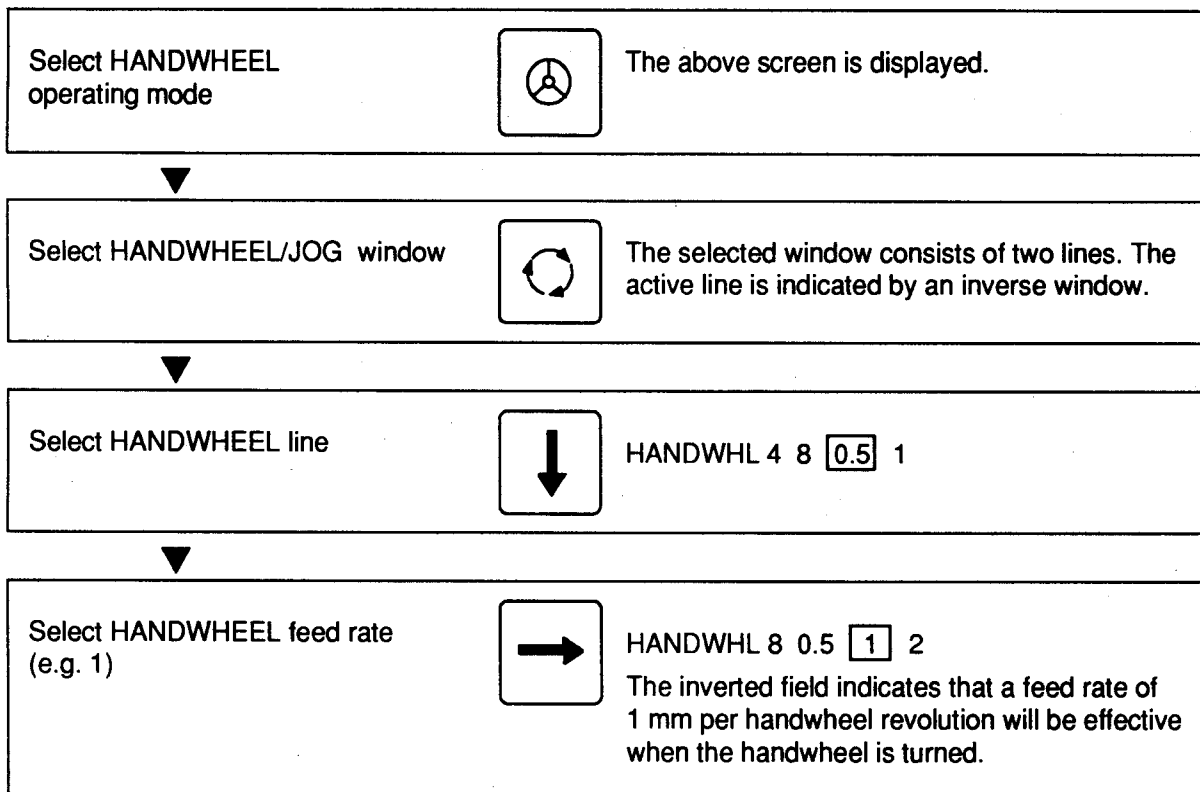 Select HANDWHEEL
operating mode
The above screen is displayed.
Select HANDWHEEL/JOG window
The selected window consists of two lines. The
active line is indicated by an inverse window.
Select HANDWHEEL line
HANDWHL 4 8 0.5 1
Select HANDWHEEL feed rate
(e.g. 1)
HANDWHL 8 0.5 1 2
The inverted field indicates that a feed rate of
1 mm per handwheel revolution will be effective
when the handwheel is turned.